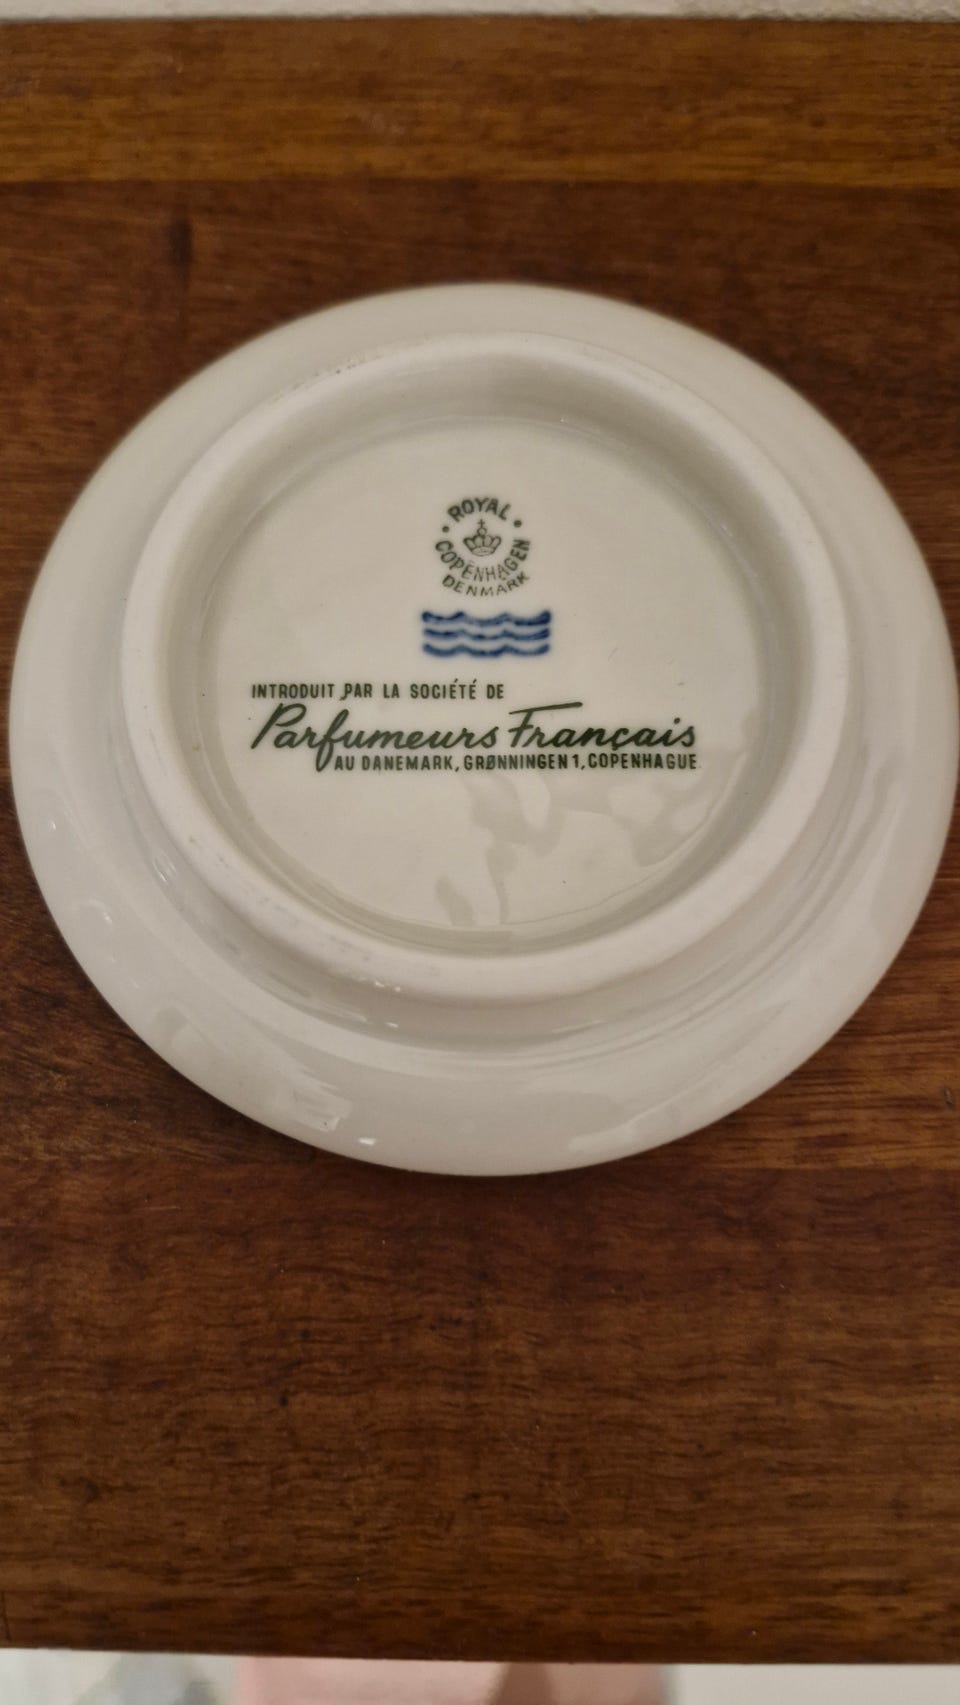 ROYAL
COPENHAGEN
DENMARK
INTRODUIT PAR LA SOCIÉTÉ DE
Parfumeurs Français
AU DANEMARK, GRØNNINGEN 1, COPENHAGUE